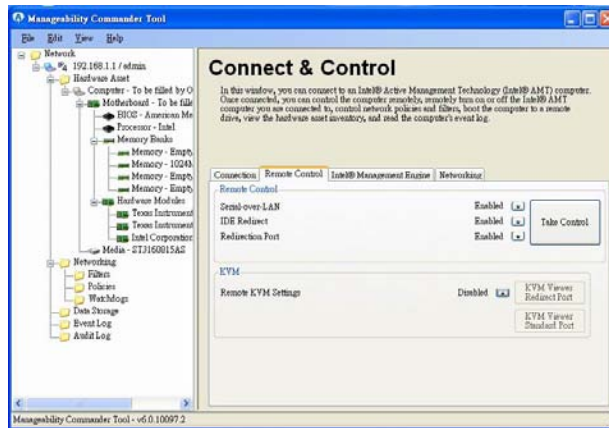 Manageability Commander Tool
File Edit View Help
Network
192.168.1.1 / admin
Hardware Asset
Computer - To be filled by O
Motherboard - To be fille
BIOS - American Me
Processor - Intel
Memory Banks
Memory - Empty
Memory - 1024M
Memory - Empty
Memory - Empty
Hardware Modules
Texas Instrument
Texas Instrument
Intel Corporation
Media - ST3160815AS
Networking
Filters
Policies
Watchdogs
Data Storage
Event Log
Audit Log
Connect & Control
In this window, you can connect to an Intel® Active Management Technology (Intel® AMT) computer.
Once connected, you can control the computer remotely, remotely turn on or off the Intel® AMT
computer you are connected to, control network policies and filters, boot the computer to a remote
drive, view the hardware asset inventory, and read the computer's event log.
Connection Remote Control Intel® Management Engine Networking
Remote Control
Serial-over-LAN Enabled
IDE Redirect Enabled
Redirection Port Enabled
Take Control
KVM
Remote KVM Settings Disabled
KVM Viewer
Redirect Port
KVM Viewer
Standard Port
Manageability Commander Tool - v6.0.10097.2